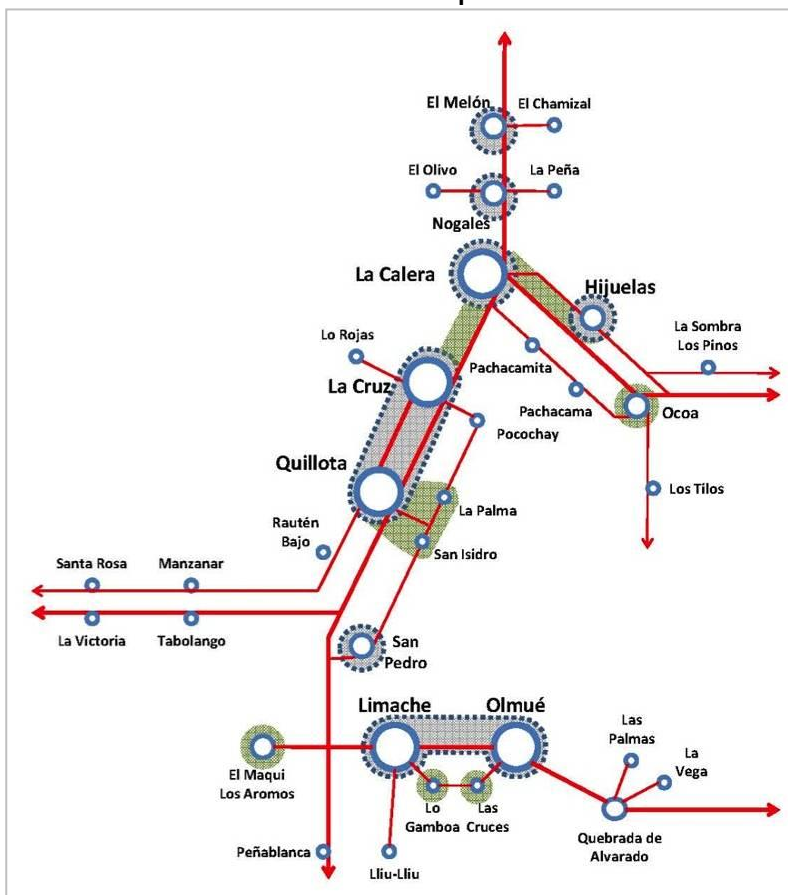 El Melón
El Chamizal
El Olivo
La Peña
Nogales
La Calera
Hijuelas
Lo Rojas
La Sombra
Los Pinos
Pachacamita
La Cruz
Pachacama
Ocoa
Pocochay
Quillota
Los Tilos
La Palma
Rautén
Bajo
San Isidro
Santa Rosa
Manzanar
La Victoria
Tabolango
San
Pedro
Limache
Olmué
Las
Palmas
La
Vega
El Maqui
Los Aromos
Lo
Gamboa
Las
Cruces
Quebrada de
Alvarado
Peñablanca
Lliu-Lliu